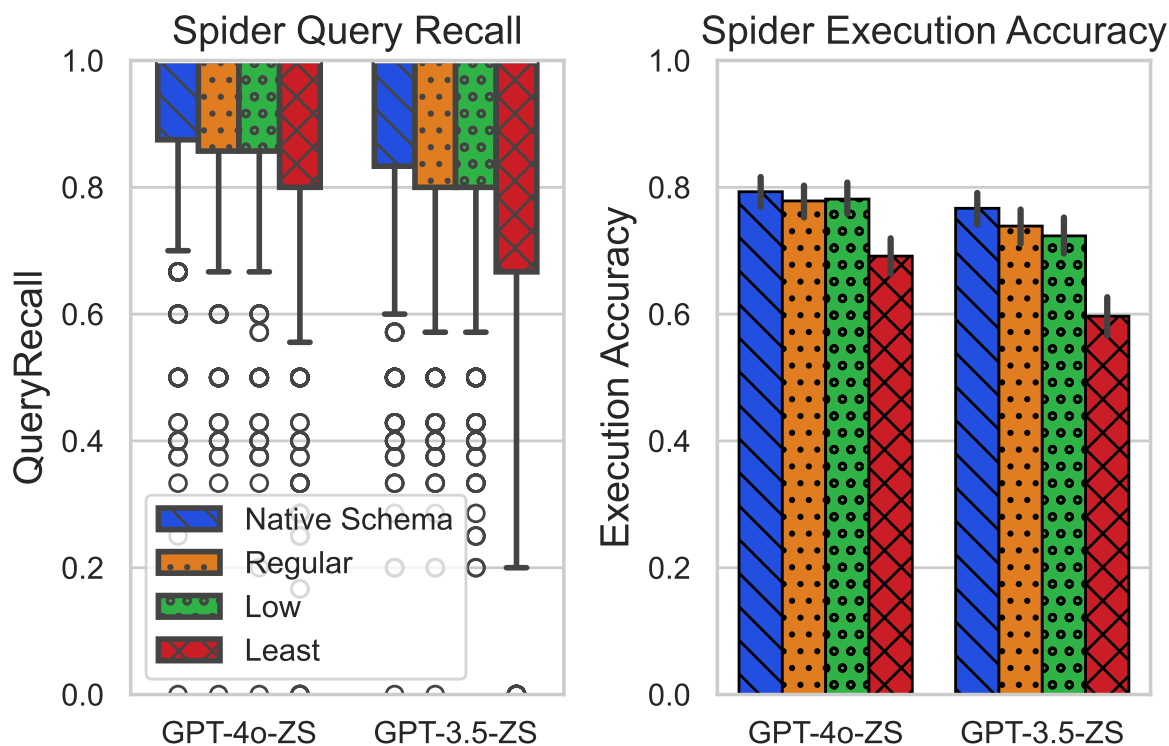 Spider Query Recall
QueryRecall
1.0
0.8
0.6
0.4
0.2
0.0
Native Schema
Regular
Low
Least
GPT-4o-ZS
GPT-3.5-ZS
Spider Execution Accuracy
Execution Accuracy
1.0
0.8
0.6
0.4
0.2
0.0
GPT-4o-ZS
GPT-3.5-ZS